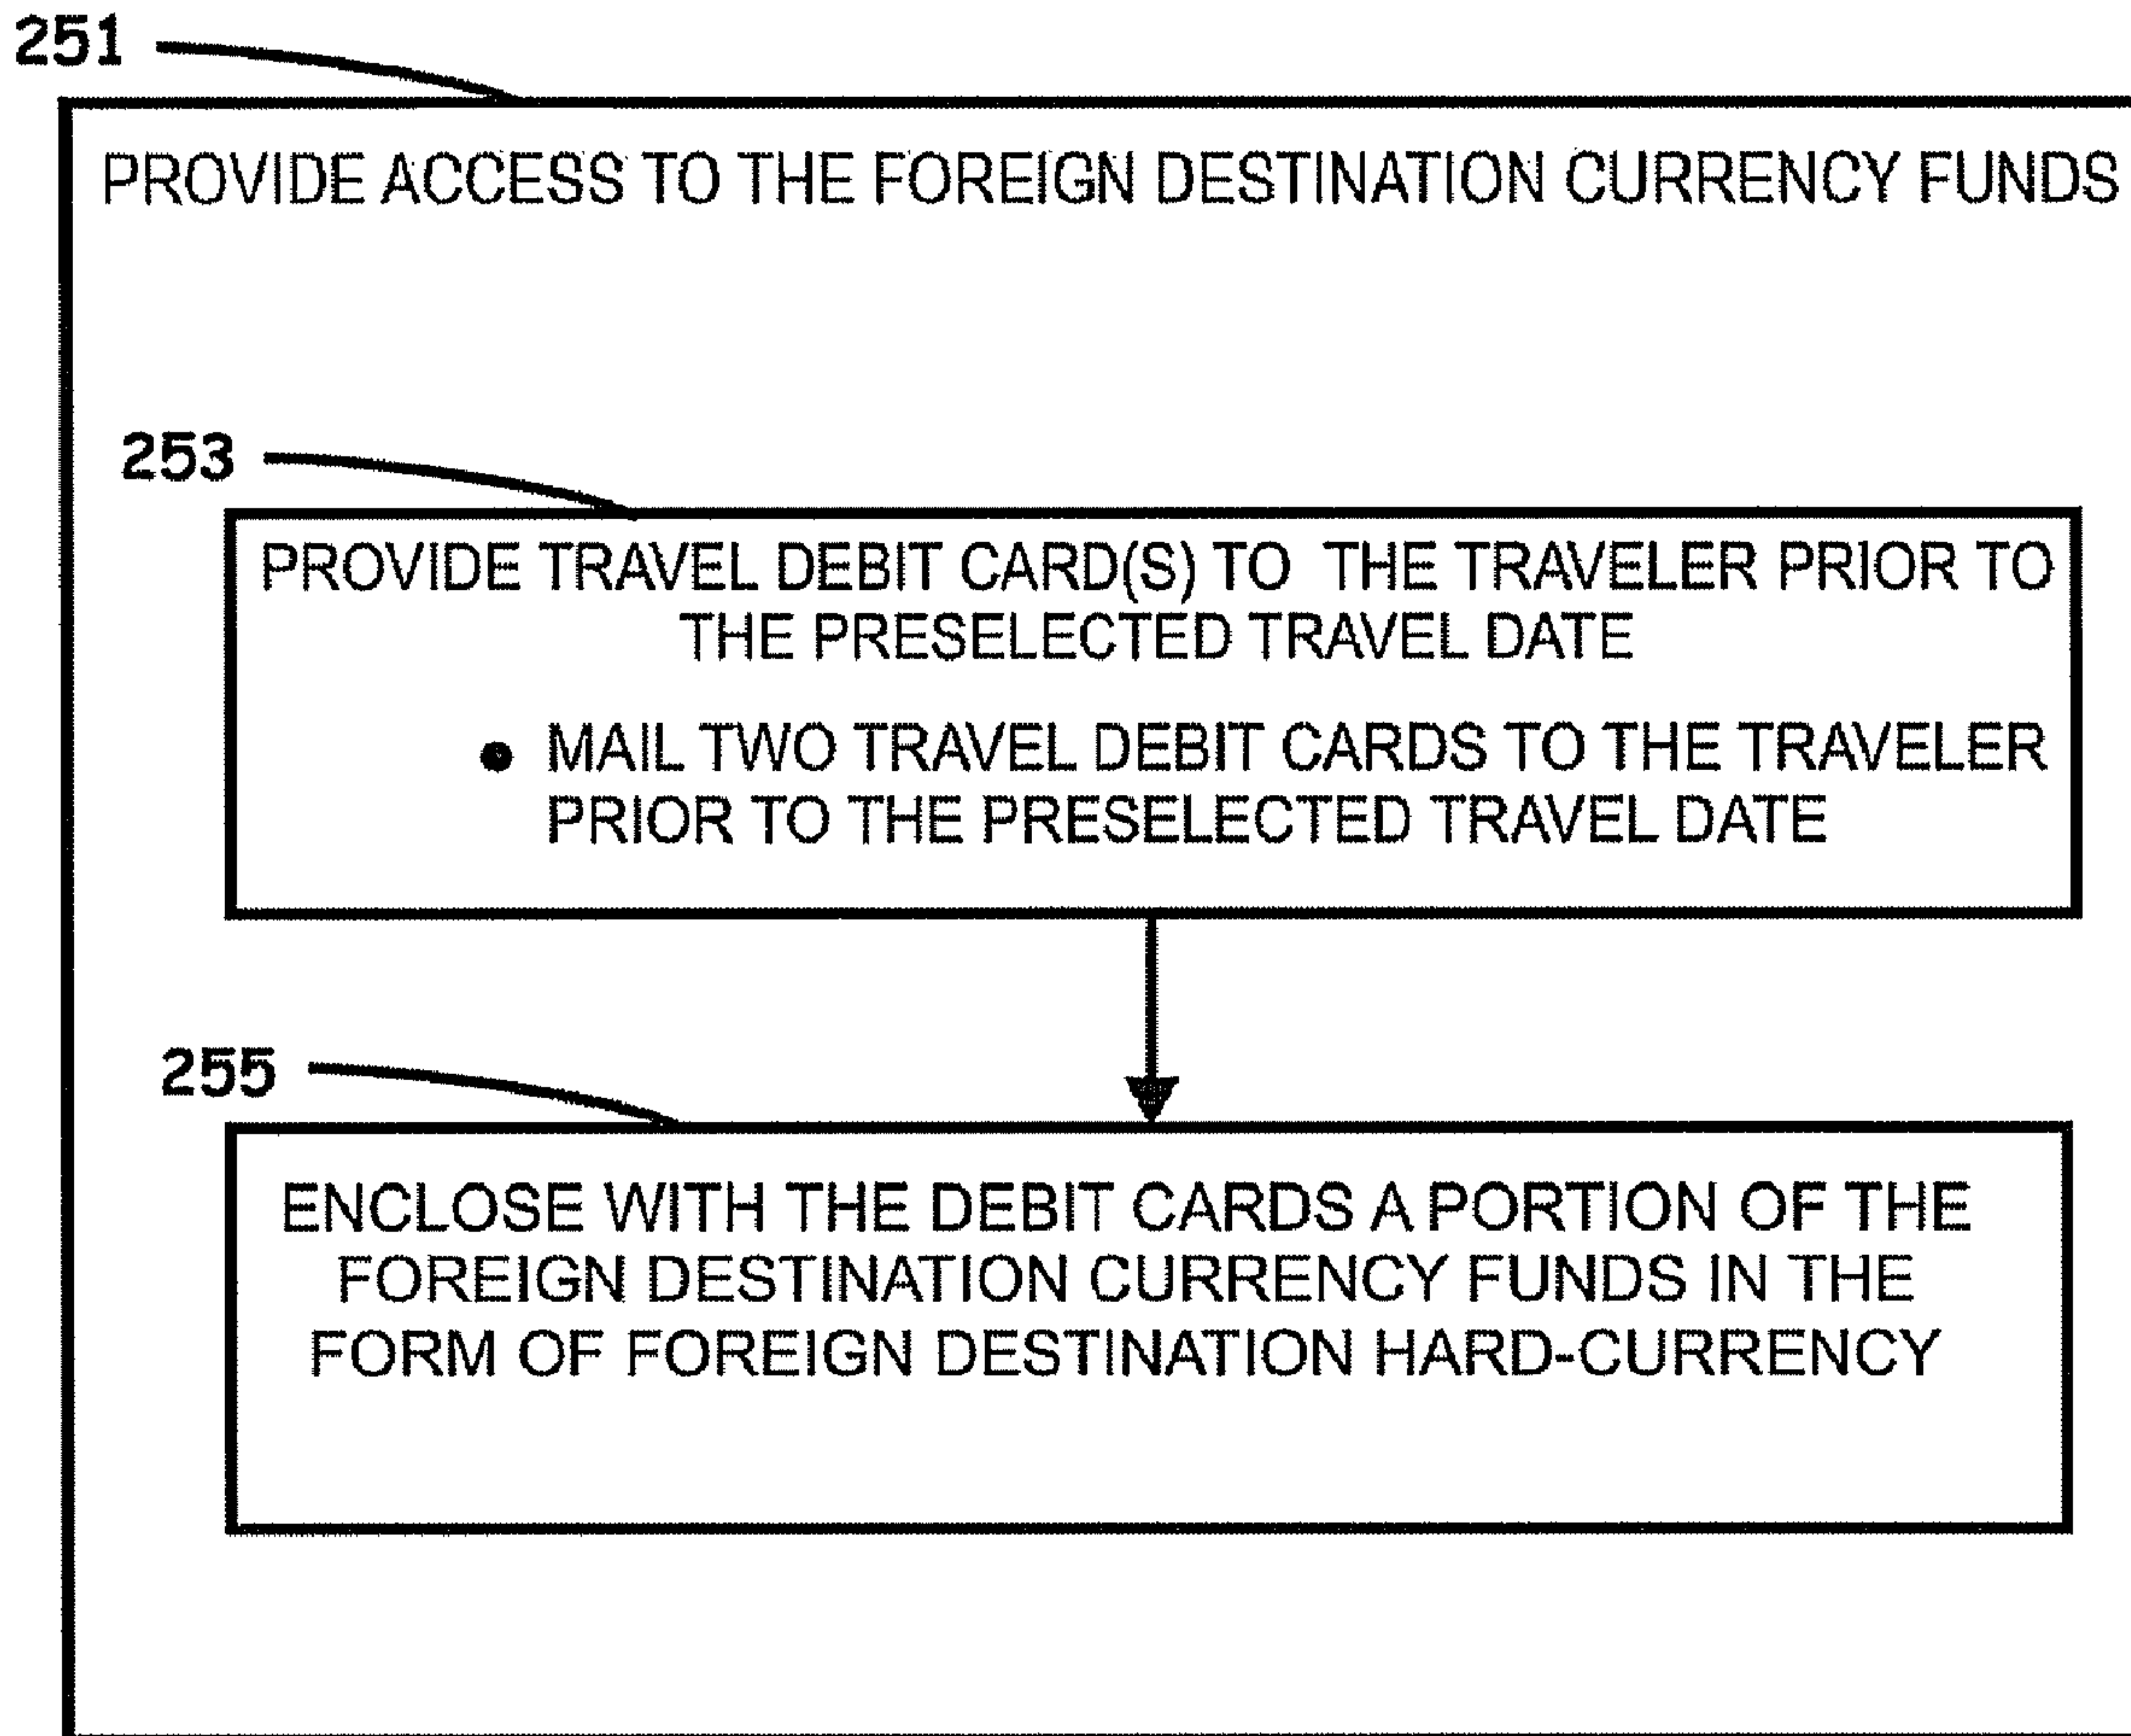 251
PROVIDE ACCESS TO THE FOREIGN DESTINATION CURRENCY FUNDS
253
PROVIDE TRAVEL DEBIT CARD(S) TO THE TRAVELER PRIOR TO
THE PRESELECTED TRAVEL DATE
• MAIL TWO TRAVEL DEBIT CARDS TO THE TRAVELER
PRIOR TO THE PRESELECTED TRAVEL DATE
255
ENCLOSE WITH THE DEBIT CARDS A PORTION OF THE
FOREIGN DESTINATION CURRENCY FUNDS IN THE
FORM OF FOREIGN DESTINATION HARD-CURRENCY